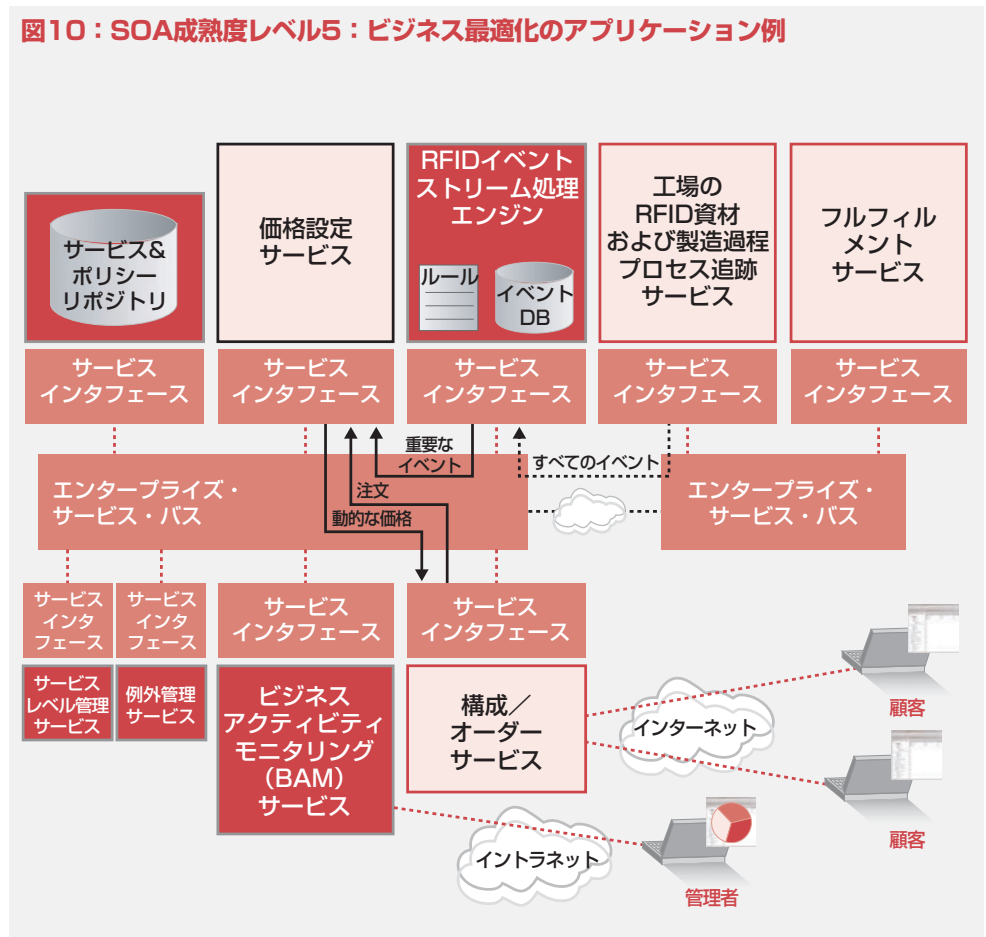 図10：SOA成熟度レベル5：ビジネス最適化のアプリケーション例
サービス&
ポリシー
リポジトリ
価格設定
サービス
RFIDイベント
ストリーム処理
エンジン
ルール
イベント
DB
工場の
RFID資材
および製造過程
プロセス追跡
サービス
フルフィル
メント
サービス
サービス
インタフェース
サービス
インタフェース
サービス
インタフェース
サービス
インタフェース
サービス
インタフェース
重要な
イベント
すべてのイベント
注文
動的な価格
エンタープライズ・
サービス・バス
エンタープライズ・
サービス・バス
サービス
インタ
フェース
サービス
インタ
フェース
サービス
インタフェース
サービス
インタフェース
サービス
レベル管理
サービス
例外管理
サービス
ビジネス
アクティビティ
モニタリング
（BAM）
サービス
構成／
オーダー
サービス
インターネット
顧客
顧客
イントラネット
管理者